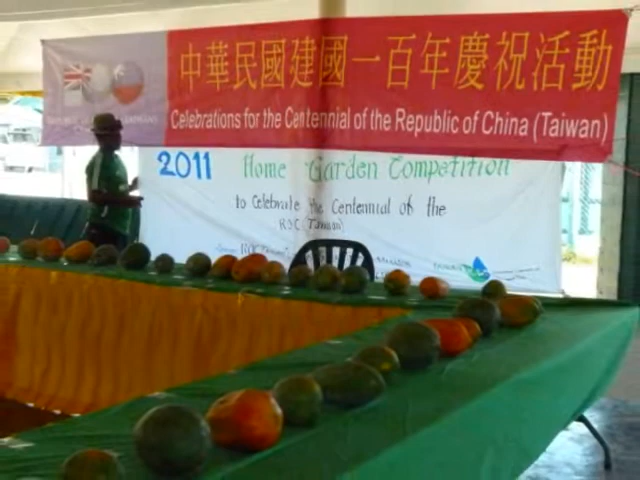 中華民國建國一百年慶祝活動
Celebrations for the Centennial of the Republic of China (Taiwan)
2011 Home Garden Competition
to Celebrate the Centennial of the
ROC (Taiwan)